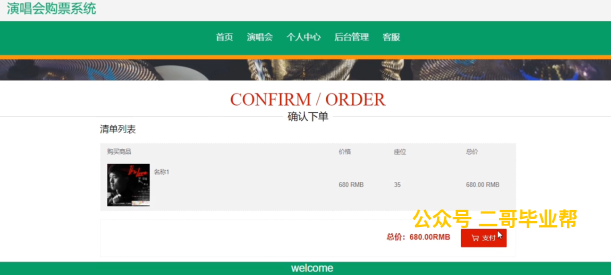 演唱会购票系统
首页 演唱会 个人中心 后台管理 客服
CONFIRM / ORDER
确认下单
清单列表
购买商品 价格 座位 总价
名称1
680 RMB 35 680.00 RMB
公众号 二哥毕业帮
总价：680.00RMB 支付
welcome